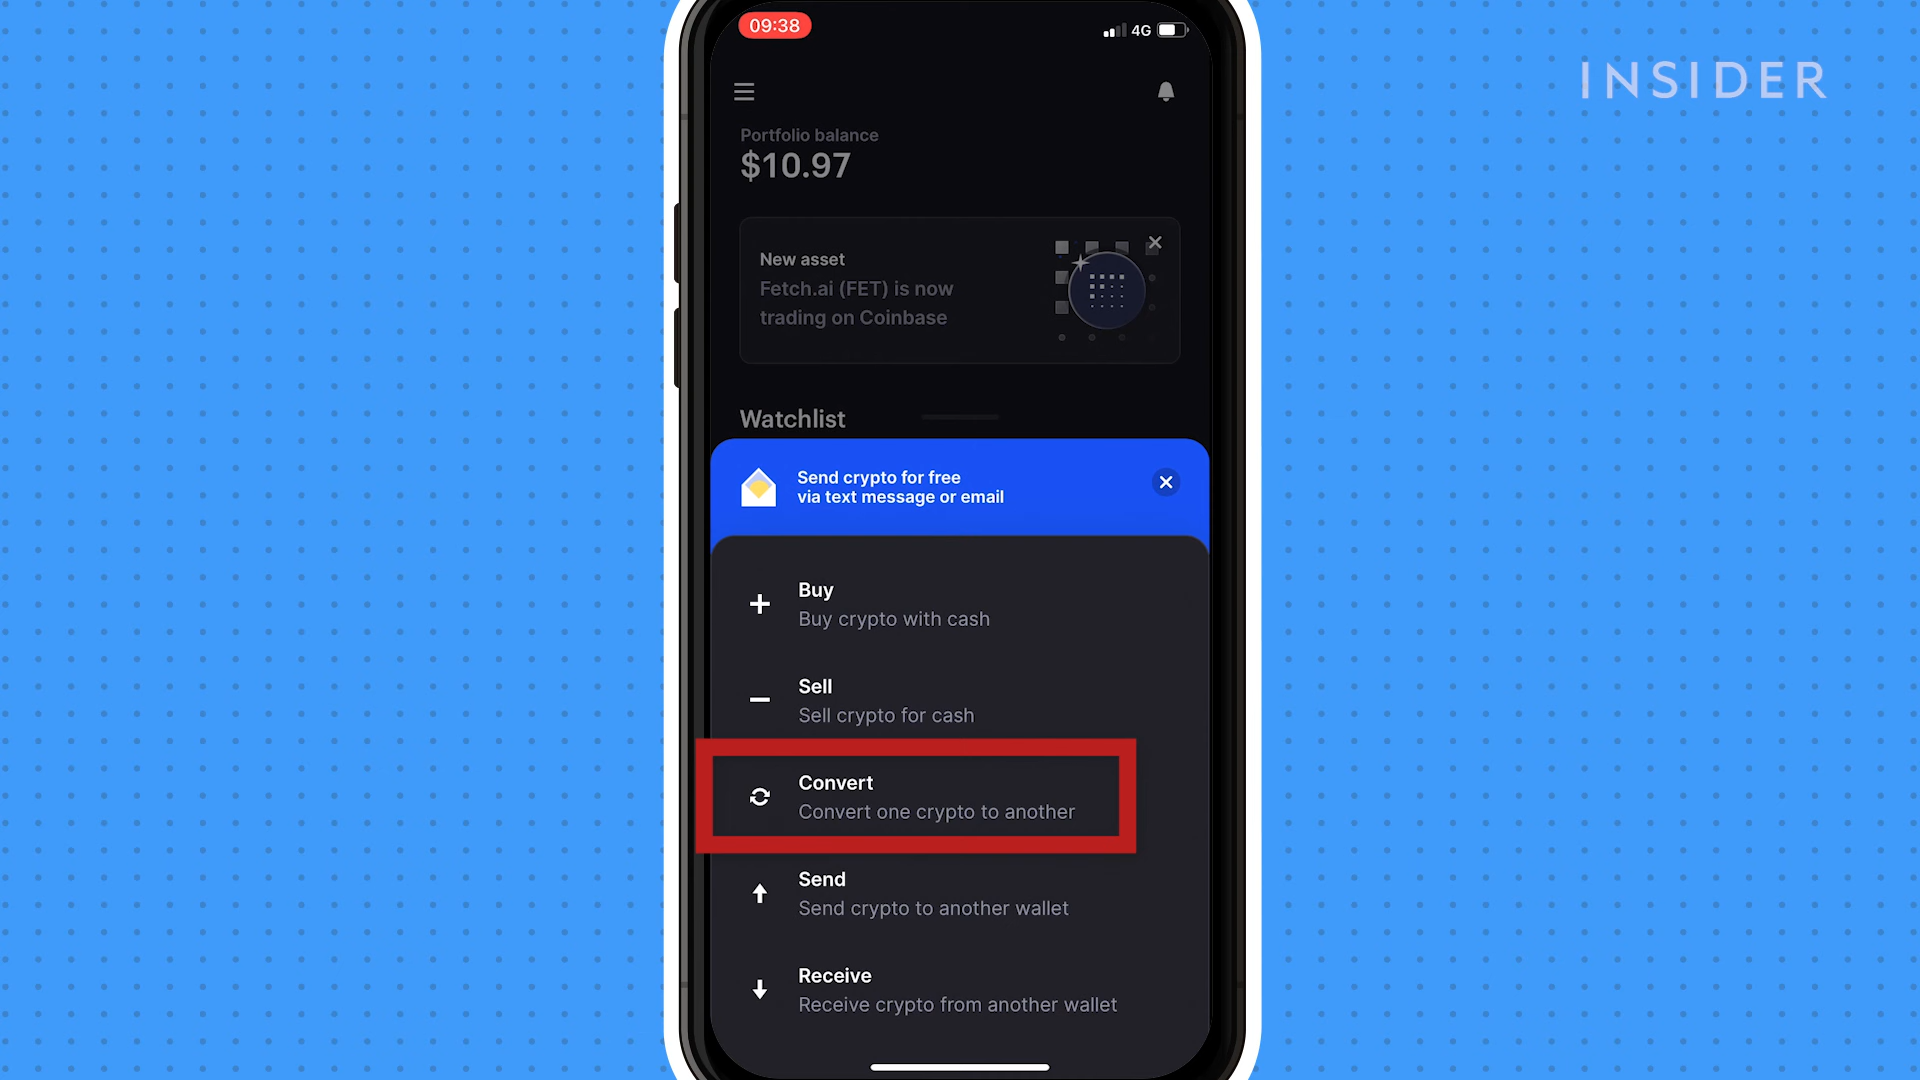 09:38
4G
INSIDER
Portfolio balance
$10.97
New asset
Fetch.ai (FET) is now
trading on Coinbase
Watchlist
Send crypto for free
via text message or email
Buy
Buy crypto with cash
Sell
Sell crypto for cash
Convert
Convert one crypto to another
Send
Send crypto to another wallet
Receive
Receive crypto from another wallet